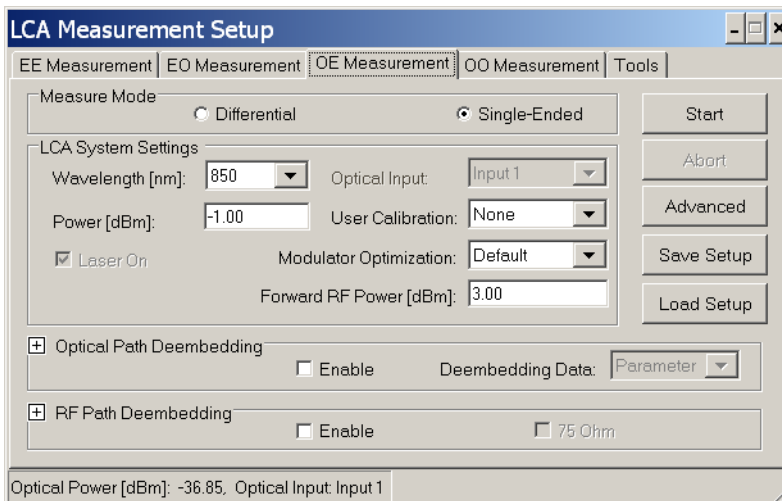 LCA Measurement Setup
EE Measurement EO Measurement OE Measurement OO Measurement Tools
Measure Mode
Differential Single-Ended Start
LCA System Settings
Abort
Wavelength [nm]: 850 Optical Input: Input 1
Power [dBm]: -1.00 User Calibration: None Advanced
Laser On Modulator Optimization: Default Save Setup
Forward RF Power [dBm]: 3.00 Load Setup
Optical Path Deembedding
Enable Deembedding Data: Parameter
RF Path Deembedding
Enable 75 Ohm
Optical Power [dBm]: -36.85, Optical Input: Input 1